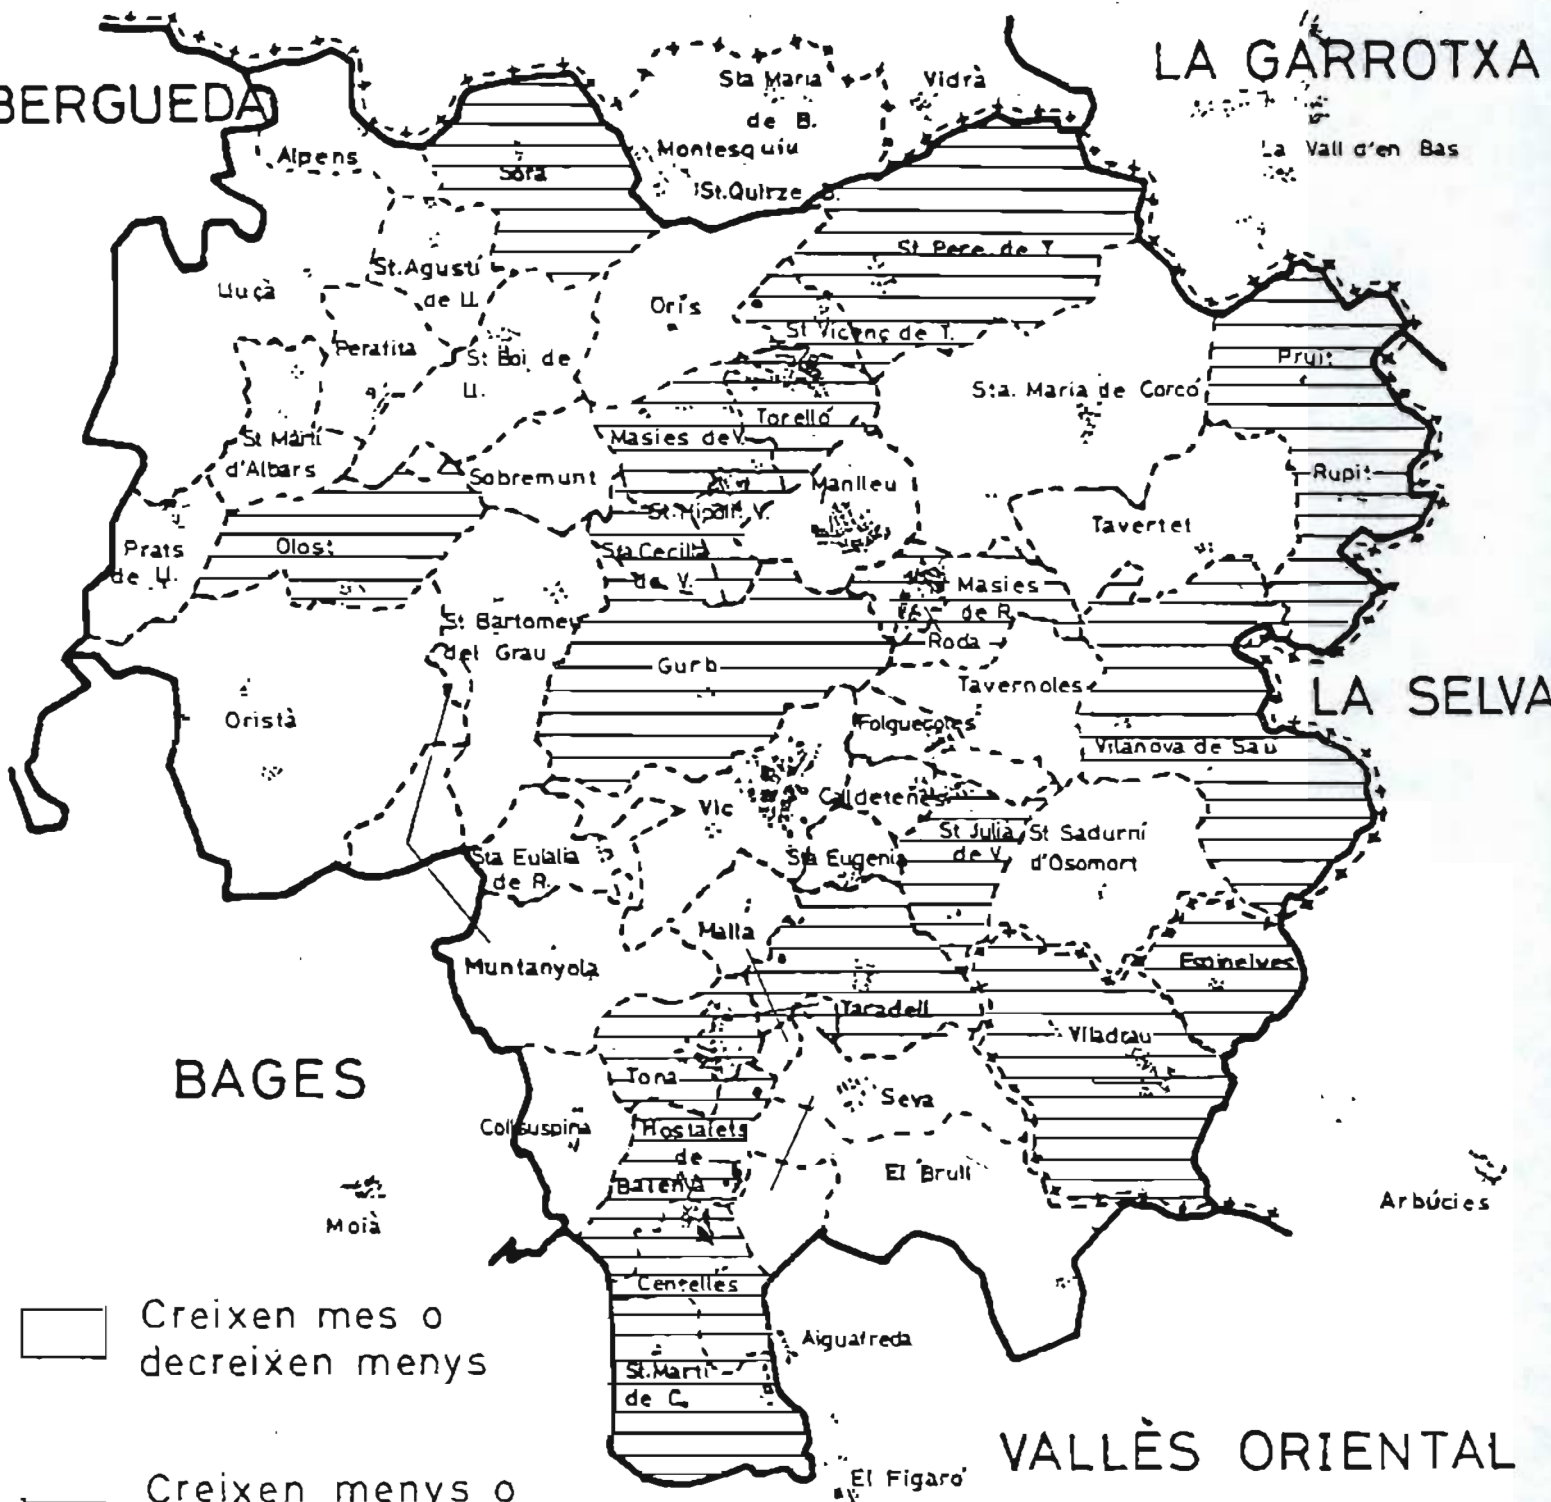 LA GARROTXA
BERGUEDA
Sta Maria
de B.
Vidrà
Alpens
Sora
Montesquiu
St.Quirze B.
La Vall d'en Bas
St. Pere de T.
St.Agustí
de Ll.
Lluçà
Orís
St Vicenç de T.
Perafita
St Boi de
Ll.
Pruit
Sta. Maria de Corcó
Torelló
St Martí
d'Albars
Masies de V.
Sobremunt
Manlleu
Rupit
St. Hipòlit V.
Tavertet
Prats
de Ll.
Olost
Sta Cecilia
de V.
Masies
de R.
St Bartomeu
del Grau
Roda
Gurb
Tavernoles
LA SELVA
Oristà
Folgueroles
Vilanova de Sau
Vic
Calldetenes
St Julià
de V.
St Sadurní
d'Osomort
Sta Eulalia
de R.
Sta Eugenia
Malla
Muntanyola
Espinelves
Taradell
Viladrau
BAGES
Tona
Seva
Collsuspina
Hostalets
de
Balenyà
El Brull
Moià
Arbúcies
Centelles
Creixen mes o
decreixen menys
Aiguafreda
St.Martí
de C.
VALLÈS ORIENTAL
El Figaró
Creixen menys o